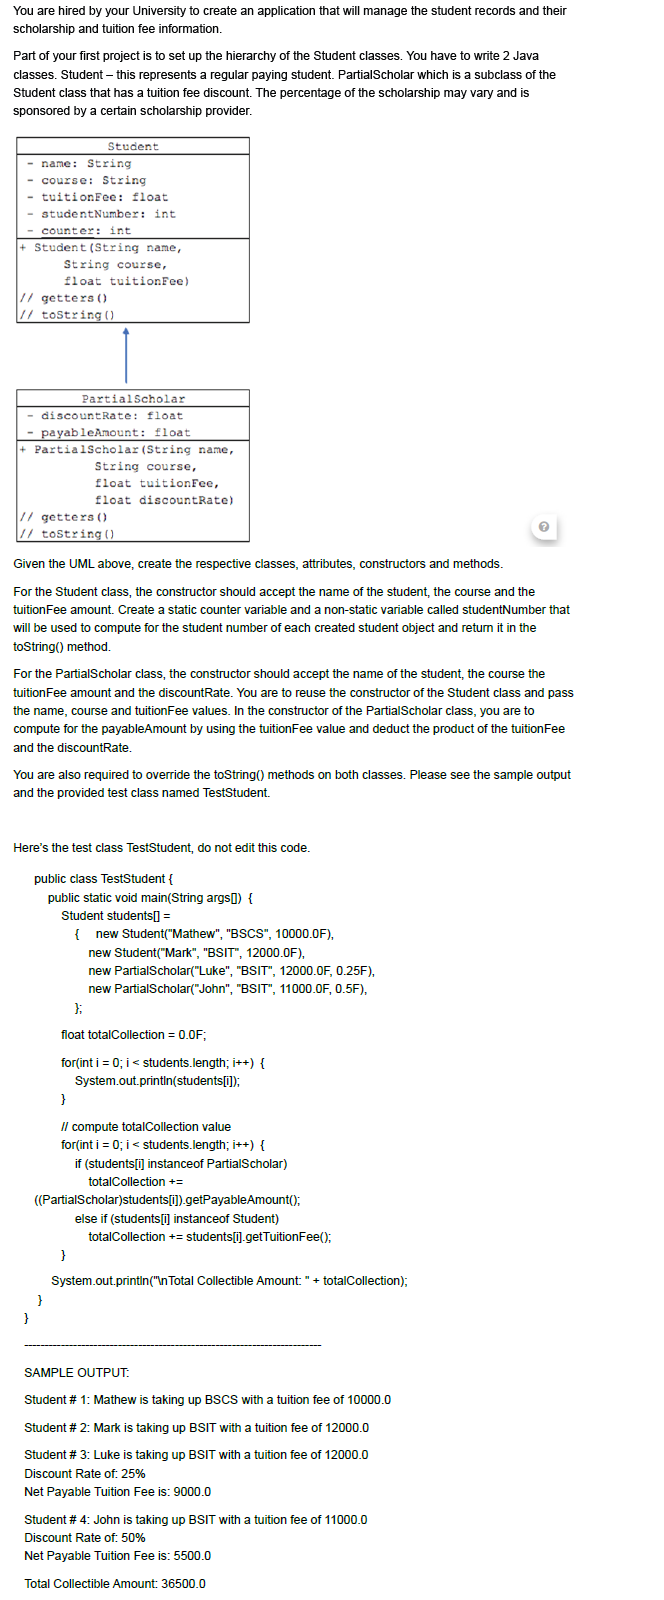 You are hired by your University to create an application that will manage the student records and their
scholarship and tuition fee information.
Part of your first project is to set up the hierarchy of the Student classes. You have to write 2 Java
classes. Student – this represents a regular paying student. PartialScholar which is a subclass of the
Student class that has a tuition fee discount. The percentage of the scholarship may vary and is
sponsored by a certain scholarship provider.
Student
- name: String
- course: String
- tuitionFee: float
- studentNumber: int
- counter: int
+ Student(String name,
String course,
float tuitionFee)
// getters()
// toString()
PartialScholar
- discountRate: float
- payableAmount: float
+ PartialScholar(String name,
String course,
float tuitionFee,
float discountRate)
// getters()
// toString()
?
Given the UML above, create the respective classes, attributes, constructors and methods.
For the Student class, the constructor should accept the name of the student, the course and the
tuitionFee amount. Create a static counter variable and a non-static variable called studentNumber that
will be used to compute for the student number of each created student object and return it in the
toString() method.
For the PartialScholar class, the constructor should accept the name of the student, the course the
tuitionFee amount and the discountRate. You are to reuse the constructor of the Student class and pass
the name, course and tuitionFee values. In the constructor of the PartialScholar class, you are to
compute for the payableAmount by using the tuitionFee value and deduct the product of the tuitionFee
and the discountRate.
You are also required to override the toString() methods on both classes. Please see the sample output
and the provided test class named TestStudent.
Here's the test class TestStudent, do not edit this code.
public class TestStudent {
public static void main(String args[]) {
Student students[] =
{ new Student("Mathew", "BSCS", 10000.0F),
new Student("Mark", "BSIT", 12000.0F),
new PartialScholar("Luke", "BSIT", 12000.0F, 0.25F),
new PartialScholar("John", "BSIT", 11000.0F, 0.5F),
};
float totalCollection = 0.0F;
for(int i = 0; i < students.length; i++) {
System.out.println(students[i]);
}
// compute totalCollection value
for(int i = 0; i < students.length; i++) {
if (students[i] instanceof PartialScholar)
totalCollection +=
((PartialScholar)students[i]).getPayableAmount();
else if (students[i] instanceof Student)
totalCollection += students[i].getTuitionFee();
}
System.out.println("\nTotal Collectible Amount: " + totalCollection);
}
}
--------------------------------------------------------------------------
SAMPLE OUTPUT:
Student # 1: Mathew is taking up BSCS with a tuition fee of 10000.0
Student # 2: Mark is taking up BSIT with a tuition fee of 12000.0
Student # 3: Luke is taking up BSIT with a tuition fee of 12000.0
Discount Rate of: 25%
Net Payable Tuition Fee is: 9000.0
Student # 4: John is taking up BSIT with a tuition fee of 11000.0
Discount Rate of: 50%
Net Payable Tuition Fee is: 5500.0
Total Collectible Amount: 36500.0